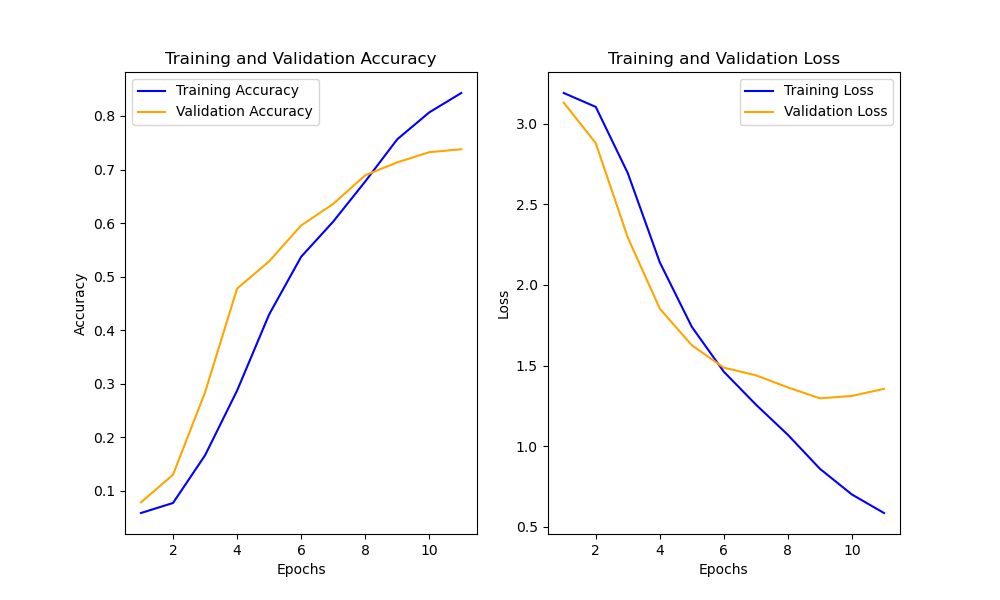 Training and Validation Accuracy
Training Accuracy
Validation Accuracy
0.8
0.7
0.6
0.5
0.4
0.3
0.2
0.1
Accuracy
2 4 6 8 10
Epochs
Training and Validation Loss
Training Loss
Validation Loss
3.0
2.5
2.0
1.5
1.0
0.5
Loss
2 4 6 8 10
Epochs